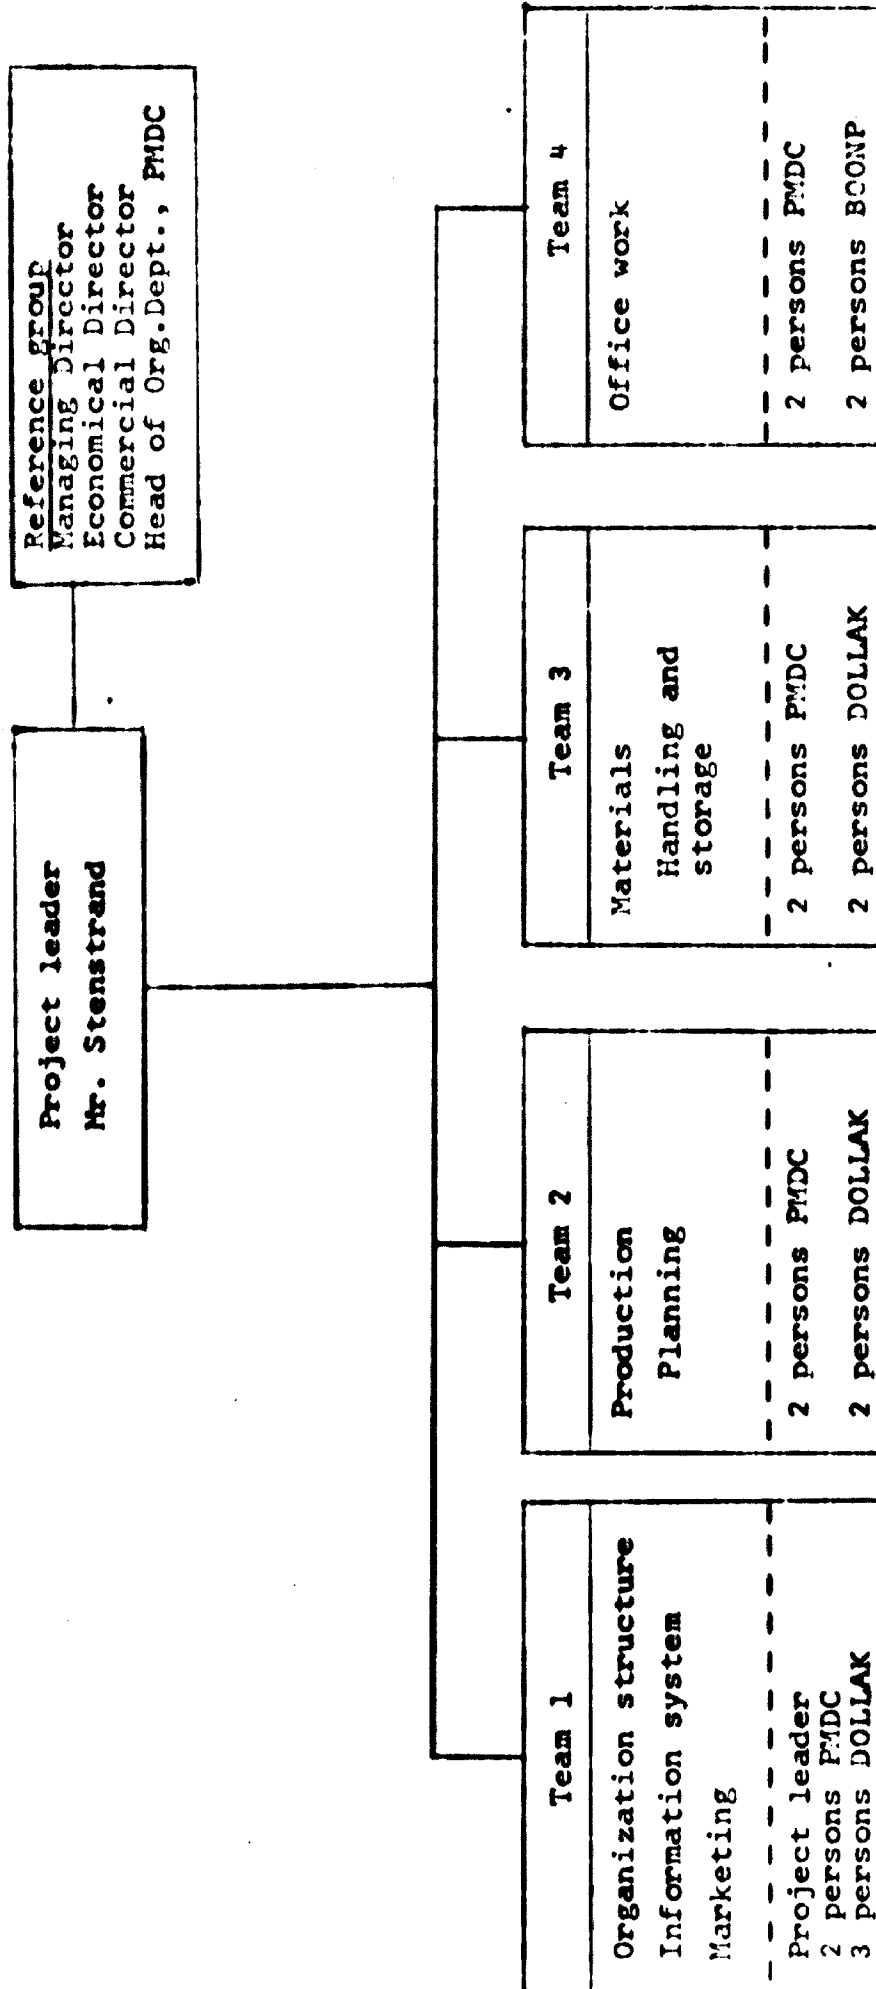 Project leader
Mr. Stenstrand
Reference group
Managing Director
Economical Director
Commercial Director
Head of Org.Dept., PMDC
Team 1
Organization structure
Information system
Marketing
Project leader
2 persons PMDC
3 persons DOLLAK
Team 2
Production
Planning
2 persons PMDC
2 persons DOLLAK
Team 3
Materials
Handling and
storage
2 persons PMDC
2 persons DOLLAK
Team 4
Office work
2 persons PMDC
2 persons BOONP